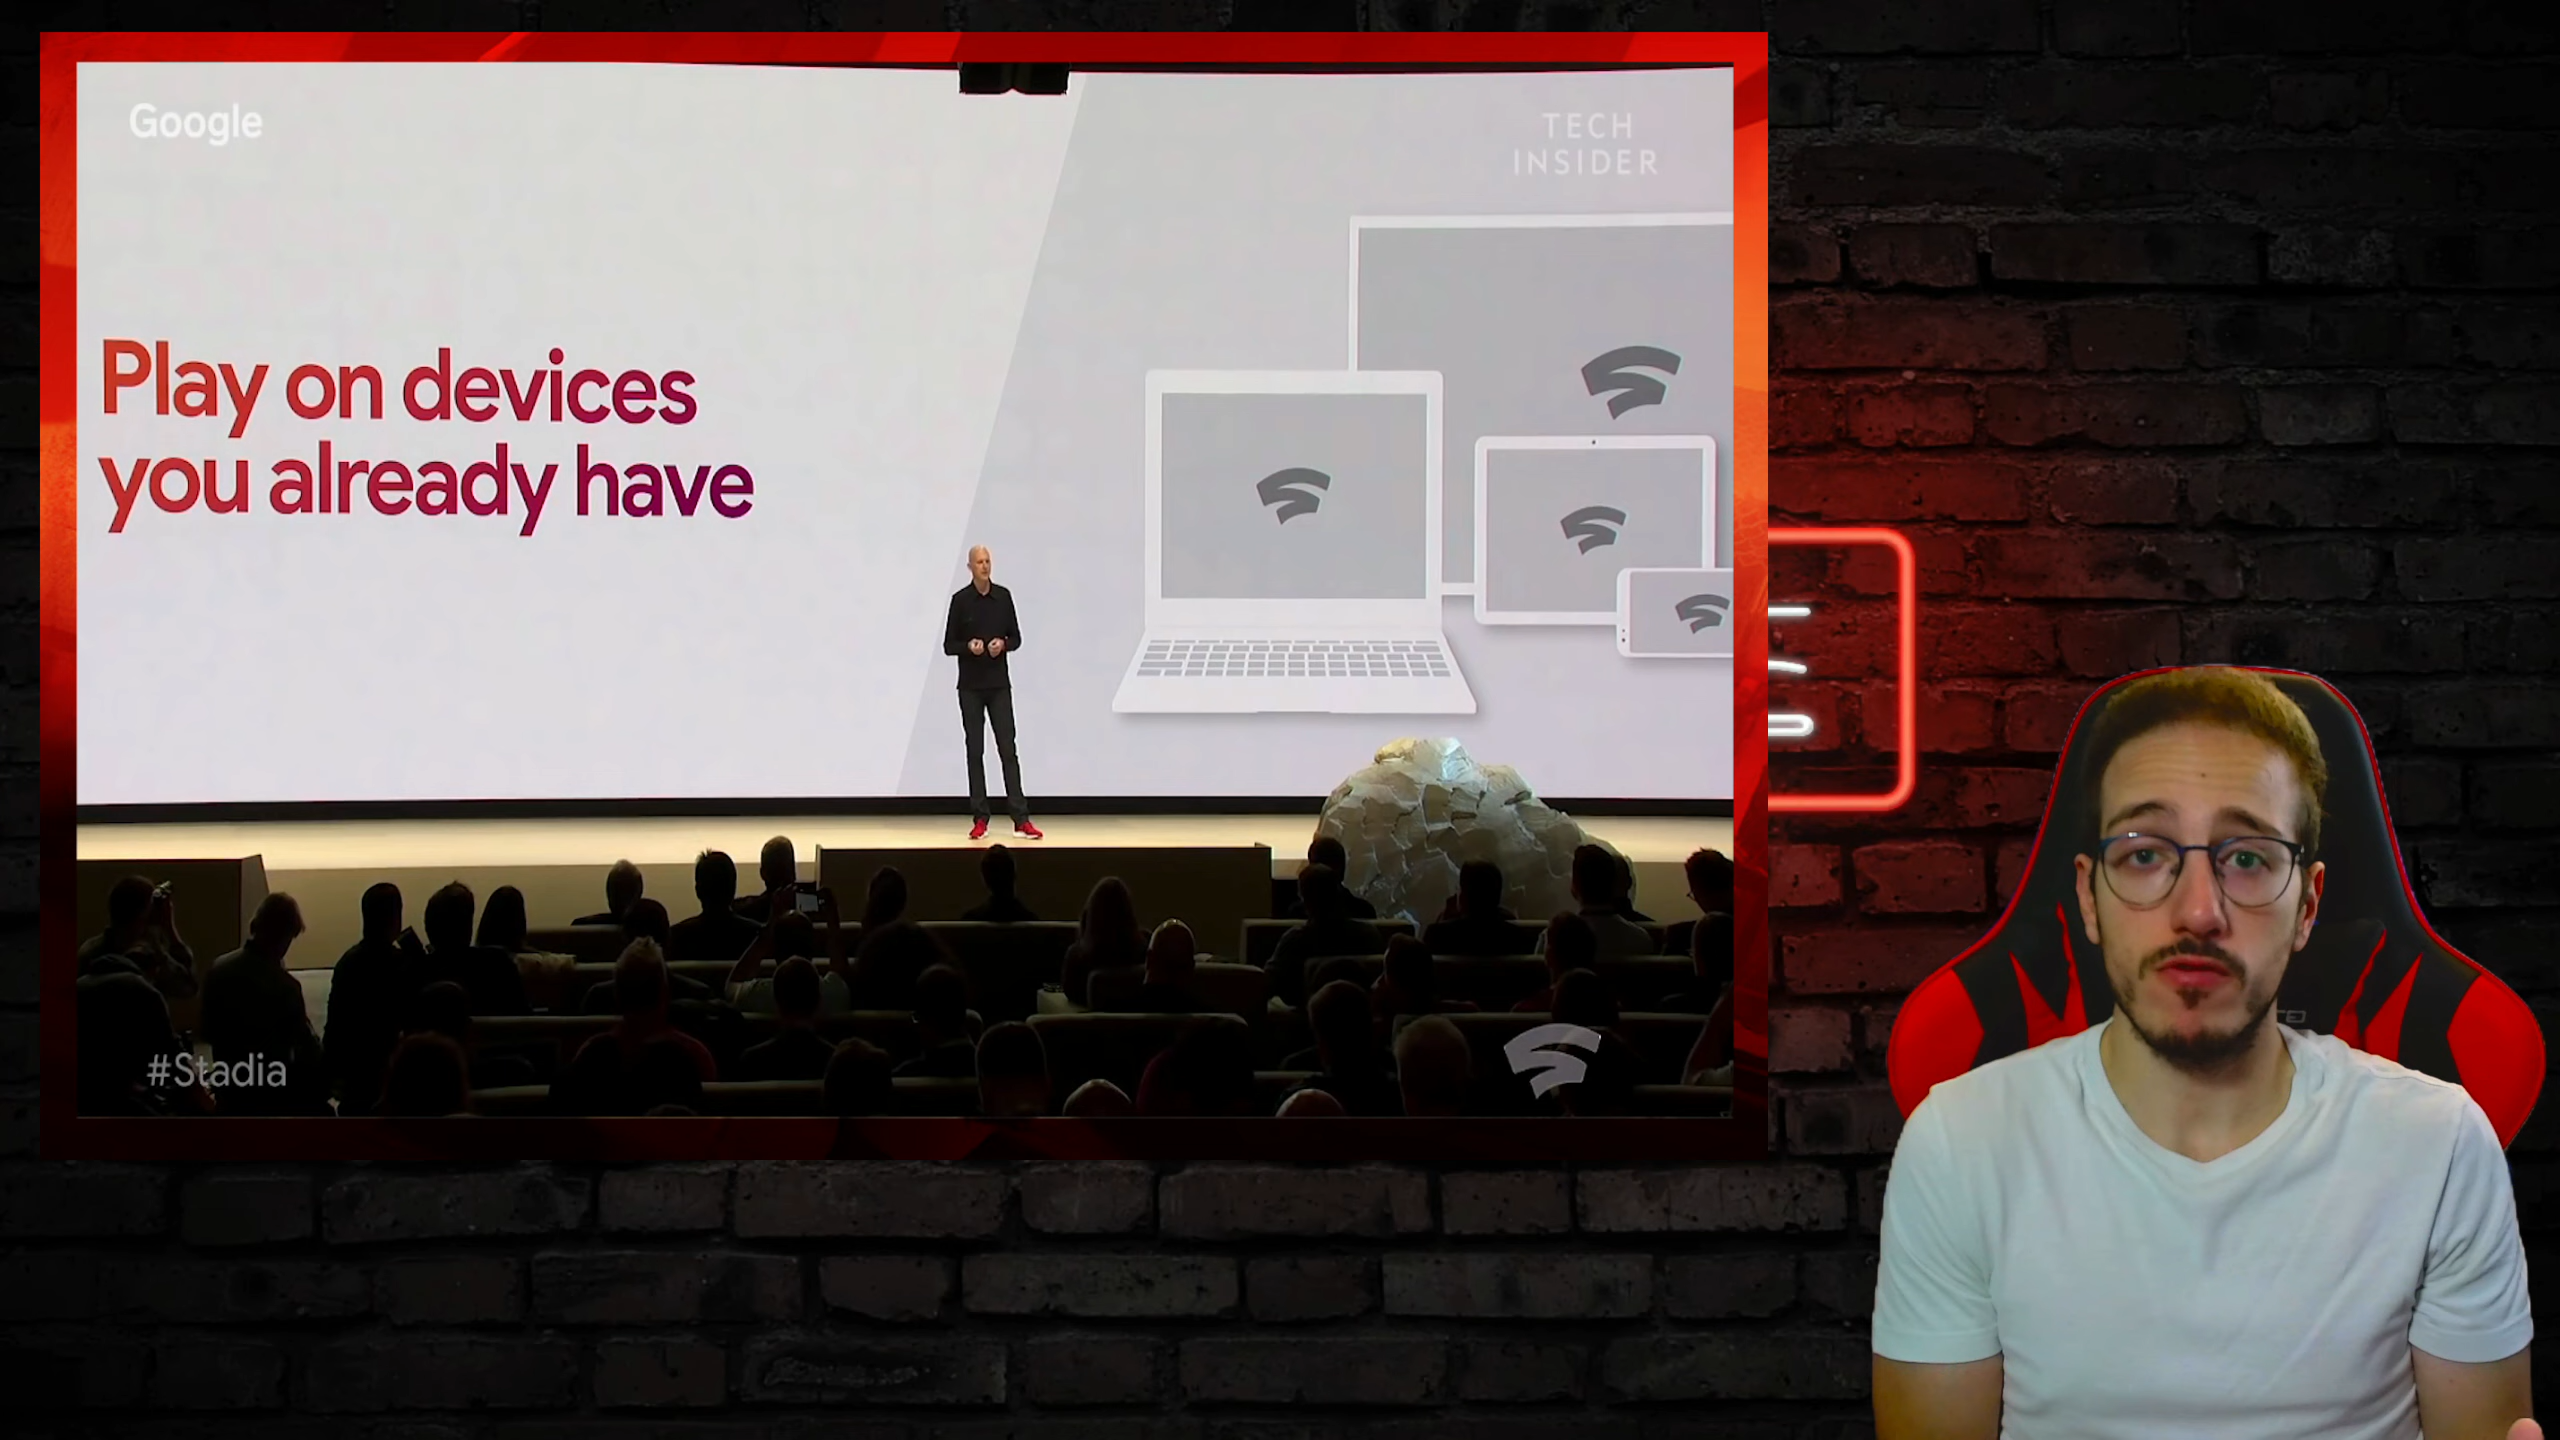 Google
TECH
INSIDER
Play on devices
you already have
#Stadia